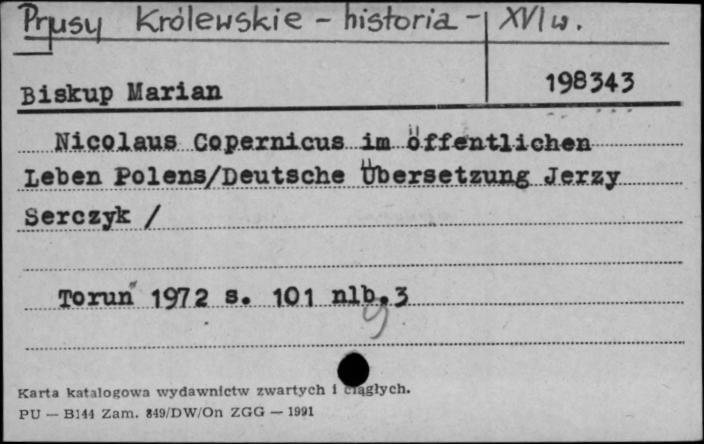 Prusy Królewskie - historia - XVI w.
Biskup Marian 198343
Nicolaus Copernicus im öffentlichen
Leben Polens/Deutsche Übersetzung Jerzy
Serczyk /
Toruń 1972 s. 101 nlb.3
Karta katalogowa wydawnictw zwartych i ciągłych.
PU — B144 Zam. 849/DW/On ZGG — 1991